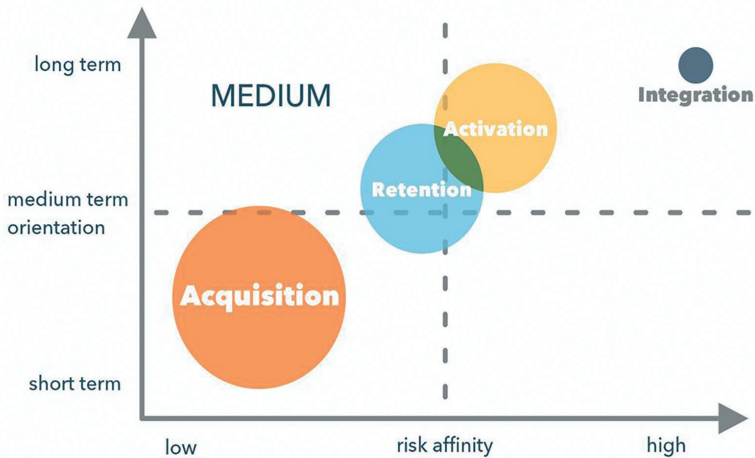 long term
MEDIUM
Integration
Activation
Retention
medium term
orientation
Acquisition
short term
low
risk affinity
high